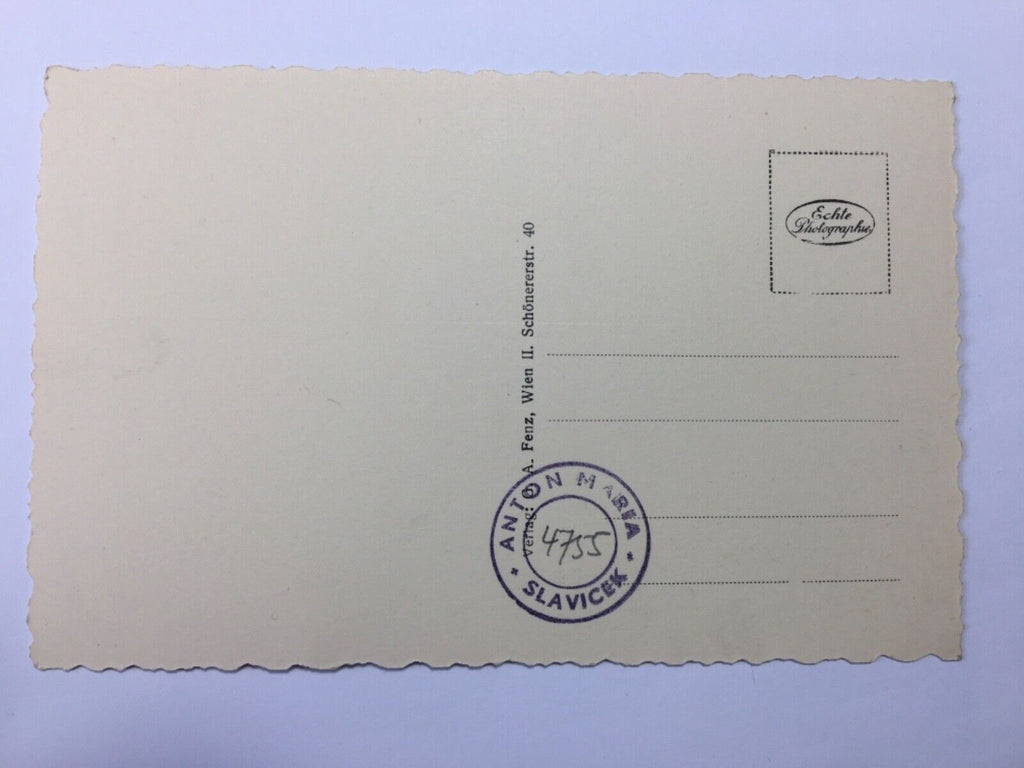 Echte
Photographie
Verlag: O. A. Fenz, Wien II. Schönererstr. 40
ANTON MARIA
4755
SLAVICEK